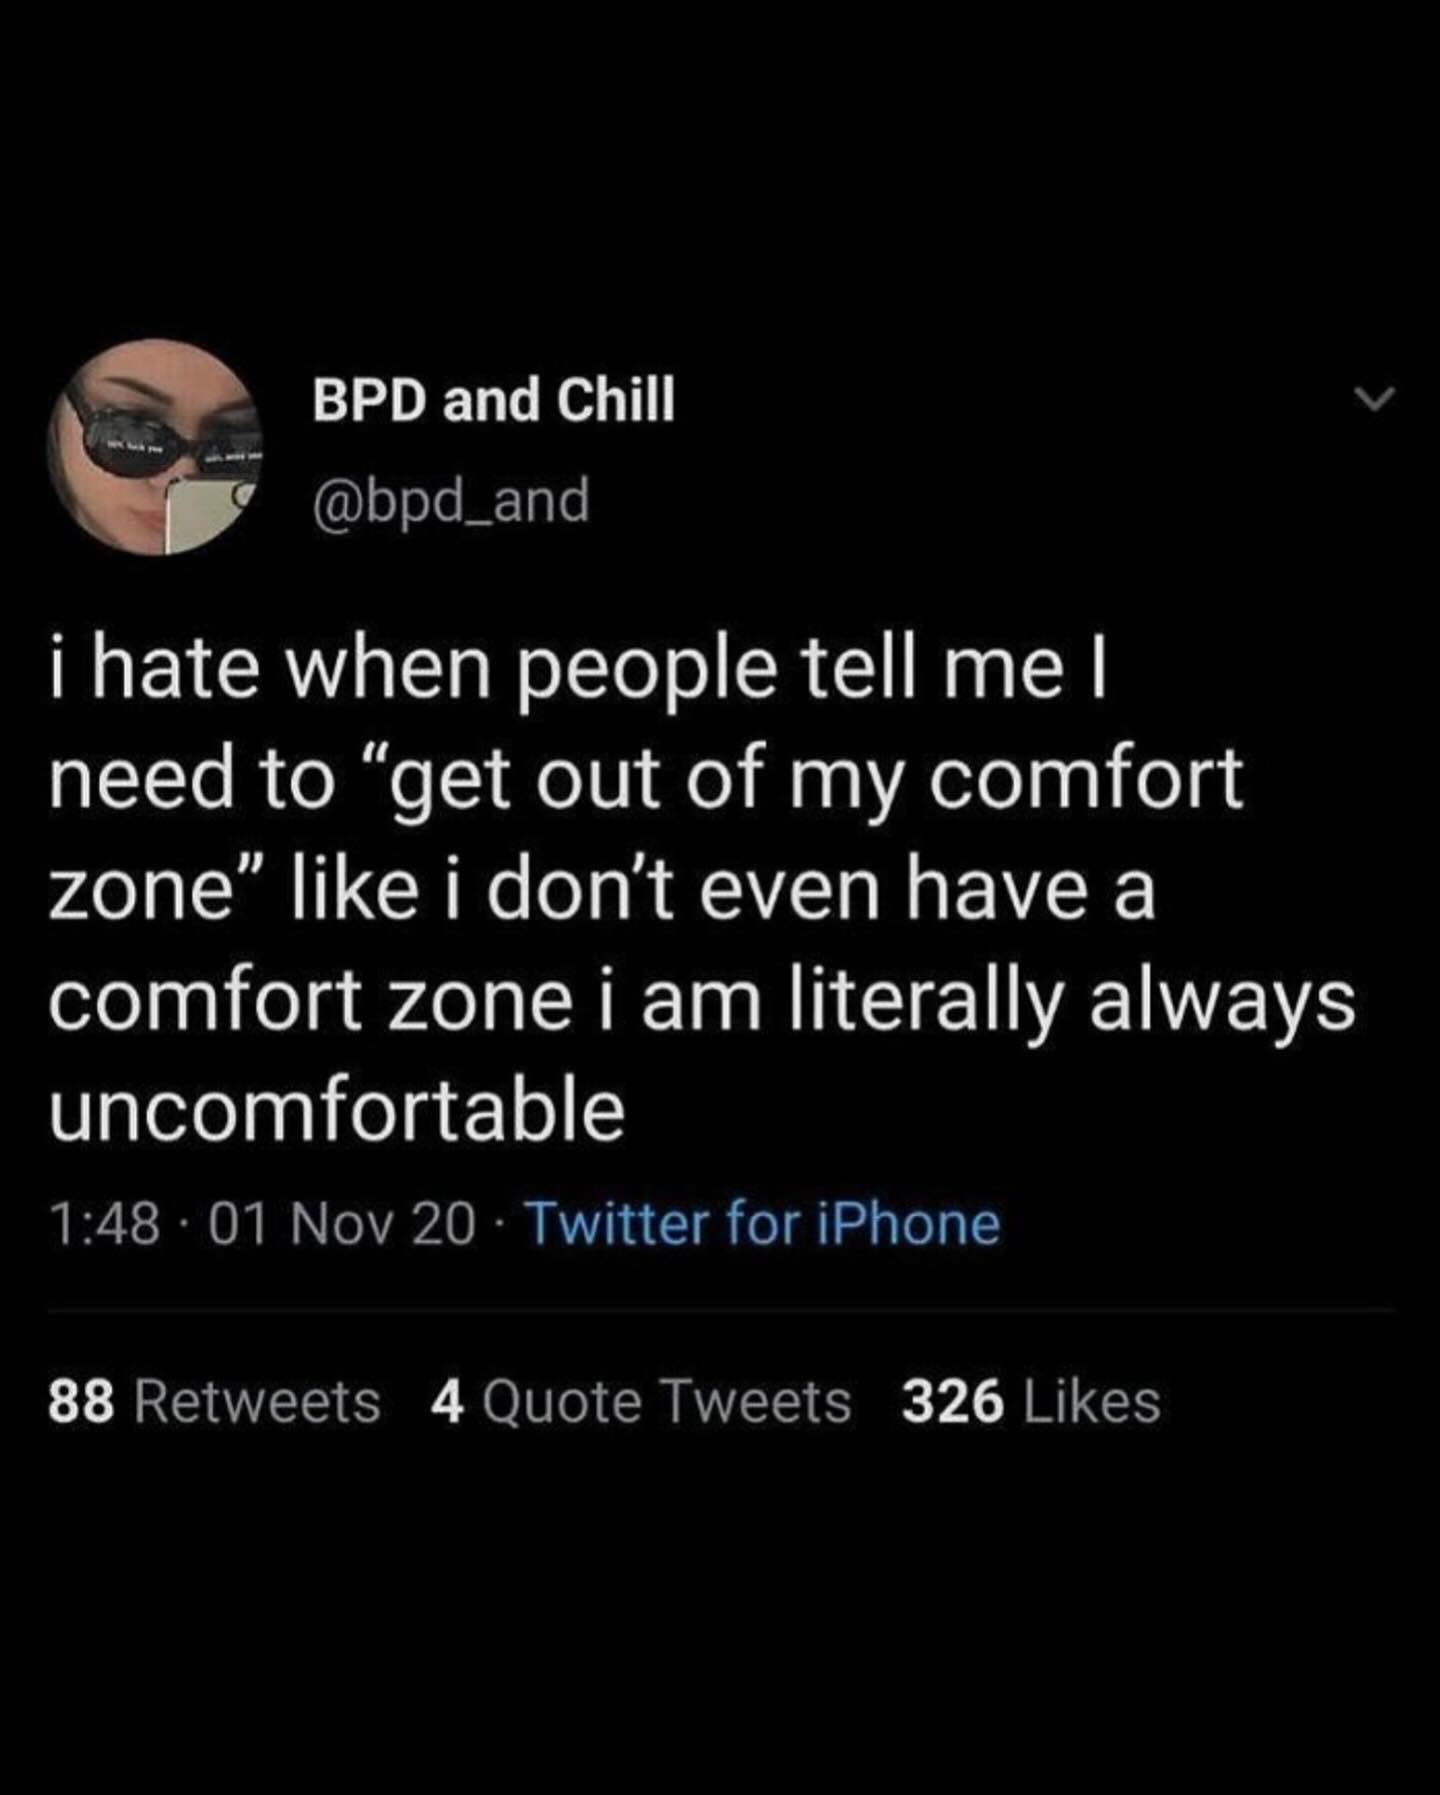 BPD and Chill
@bpd_and
i hate when people tell me I
need to “get out of my comfort
zone” like i don’t even have a
comfort zone i am literally always
uncomfortable
1:48 · 01 Nov 20 · Twitter for iPhone
88 Retweets 4 Quote Tweets 326 Likes